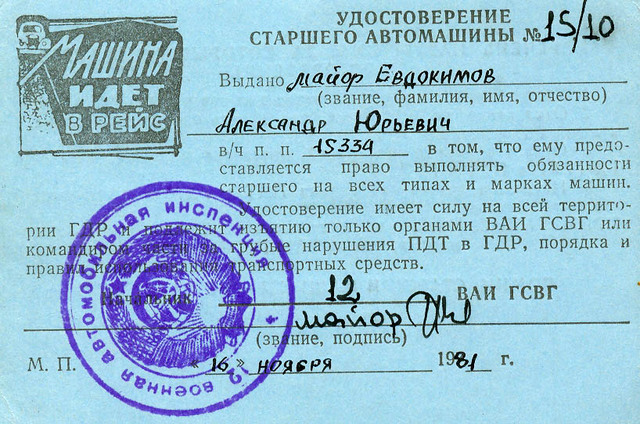 УДОСТОВЕРЕНИЕ
СТАРШЕГО АВТОМАШИНЫ № 15/10
МАШИНА
ИДЕТ
В РЕЙС
Выдано майор Евдокимов
(звание, фамилия, имя, отчество)
Александр Юрьевич
в/ч п. п. 15334 в том, что ему предо-
ставляется право выполнять обязанности
старшего на всех типах и марках машин.
Удостоверение имеет силу на всей террито-
рии ГДР и подлежит изъятию только органами ВАИ ГСВГ или
командиром части за грубые нарушения ПДТ в ГДР, порядка и
правил использования транспортных средств.
Начальник 12 ВАИ ГСВГ
майор
(звание, подпись)
М. П. «16» ноября 1981 г.
12 военная автомобильная инспекция